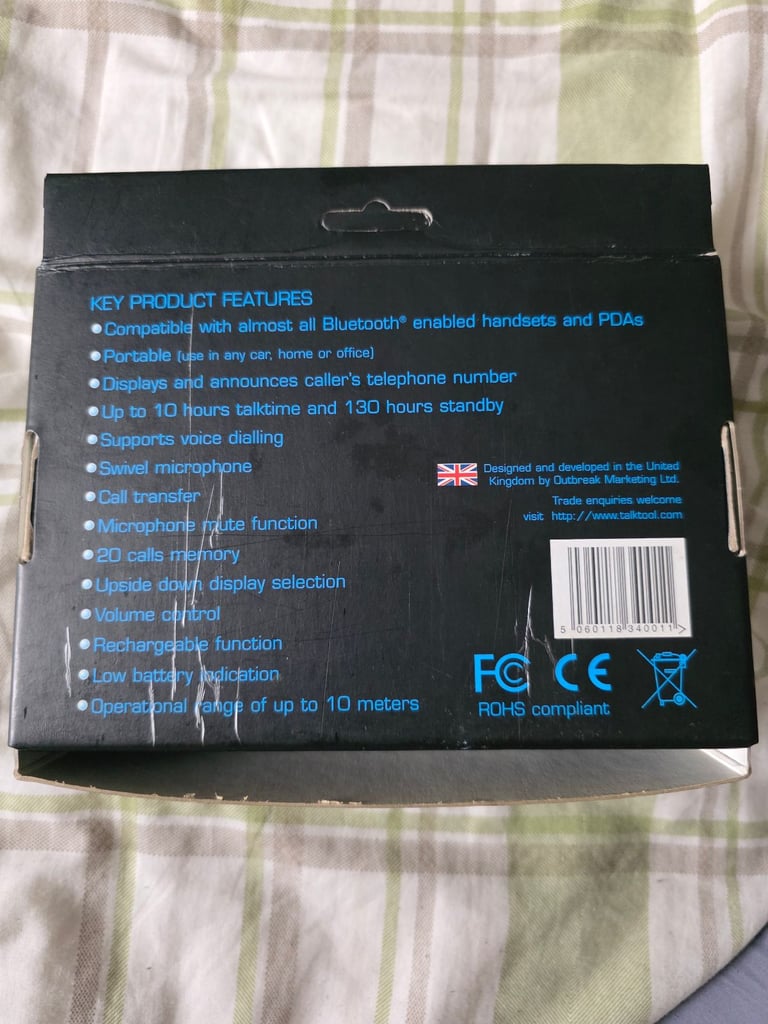 KEY PRODUCT FEATURES
Compatible with almost all Bluetooth® enabled handsets and PDAs
Portable (use in any car, home or office)
Displays and announces caller's telephone number
Up to 10 hours talktime and 130 hours standby
Supports voice dialling
Swivel microphone
Call transfer
Microphone mute function
20 calls memory
Upside down display selection
Volume control
Rechargeable function
Low battery indication
Operational range of up to 10 meters
Designed and developed in the United
Kingdom by Outbreak Marketing Ltd.
Trade enquiries welcome
visit http://www.talktool.com
5 060118 340011 >
FC CE
ROHS compliant